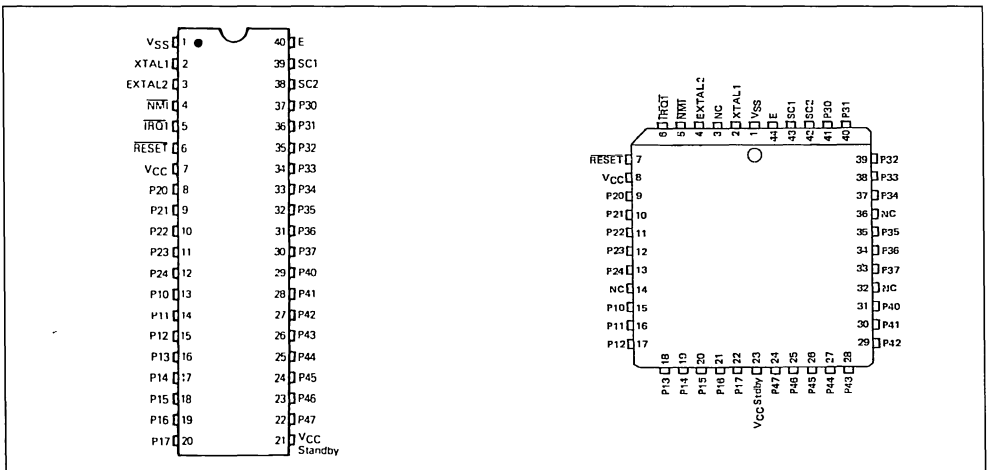 VSS 1 40 E
XTAL1 2 39 SC1
EXTAL2 3 38 SC2
NMI 4 37 P30
IRQ1 5 36 P31
RESET 6 35 P32
VCC 7 34 P33
P20 8 33 P34
P21 9 32 P35
P22 10 31 P36
P23 11 30 P37
P24 12 29 P40
P10 13 28 P41
P11 14 27 P42
P12 15 26 P43
P13 16 25 P44
P14 17 24 P45
P15 18 23 P46
P16 19 22 P47
P17 20 21 VCC
Standby
IRQ1 NMI EXTAL2 NC XTAL1 VSS E SC1 SC2 P30 P31
6 5 4 3 2 1 44 43 42 41 40
RESET 7 39 P32
VCC 8 38 P33
P20 9 37 P34
P21 10 36 NC
P22 11 35 P35
P23 12 34 P36
P24 13 33 P37
NC 14 32 NC
P10 15 31 P40
P11 16 30 P41
P12 17 29 P42
18 19 20 21 22 23 24 25 26 27 28
P13 P14 P15 P16 P17 VCC Stdby P47 P46 P45 P44 P43